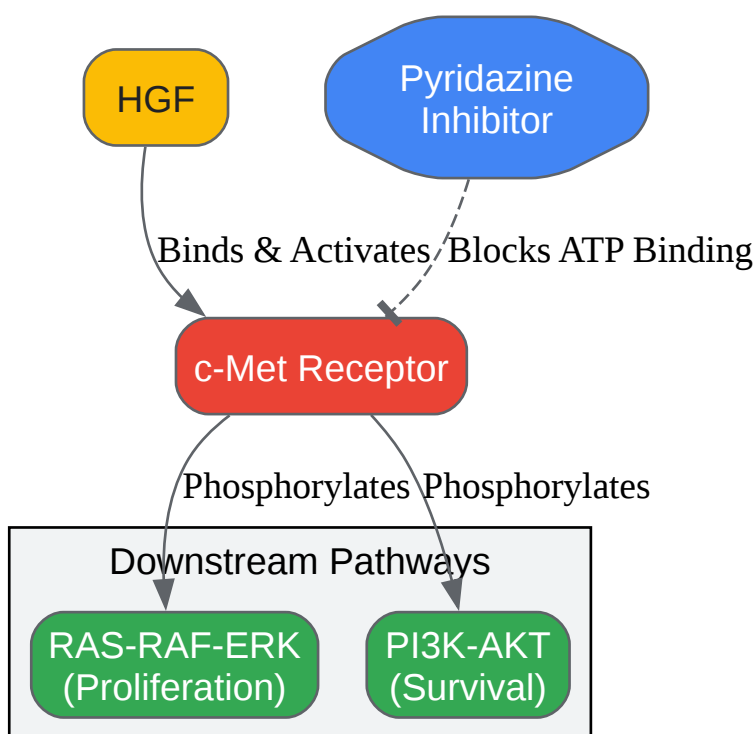 HGF
Pyridazine
Inhibitor
Binds & Activates
Blocks ATP Binding
c-Met Receptor
Phosphorylates
Phosphorylates
Downstream Pathways
RAS-RAF-ERK
(Proliferation)
PI3K-AKT
(Survival)